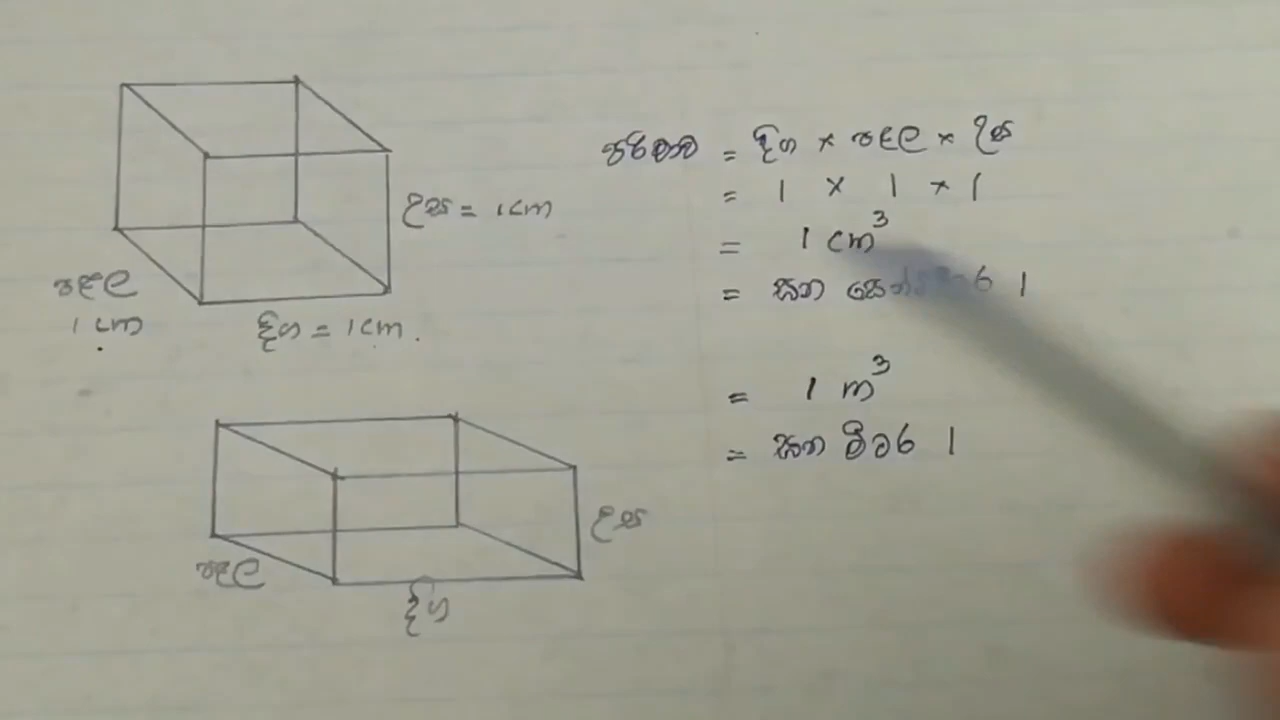 උස = 1cm
පළල
1 cm
දිග = 1cm.
පරිමාව = දිග × පළල × උස
= 1 × 1 × 1
= 1 cm³
= ඝන 1
= 1 m³
= ඝන මීටර 1
උස
පළල
දිග